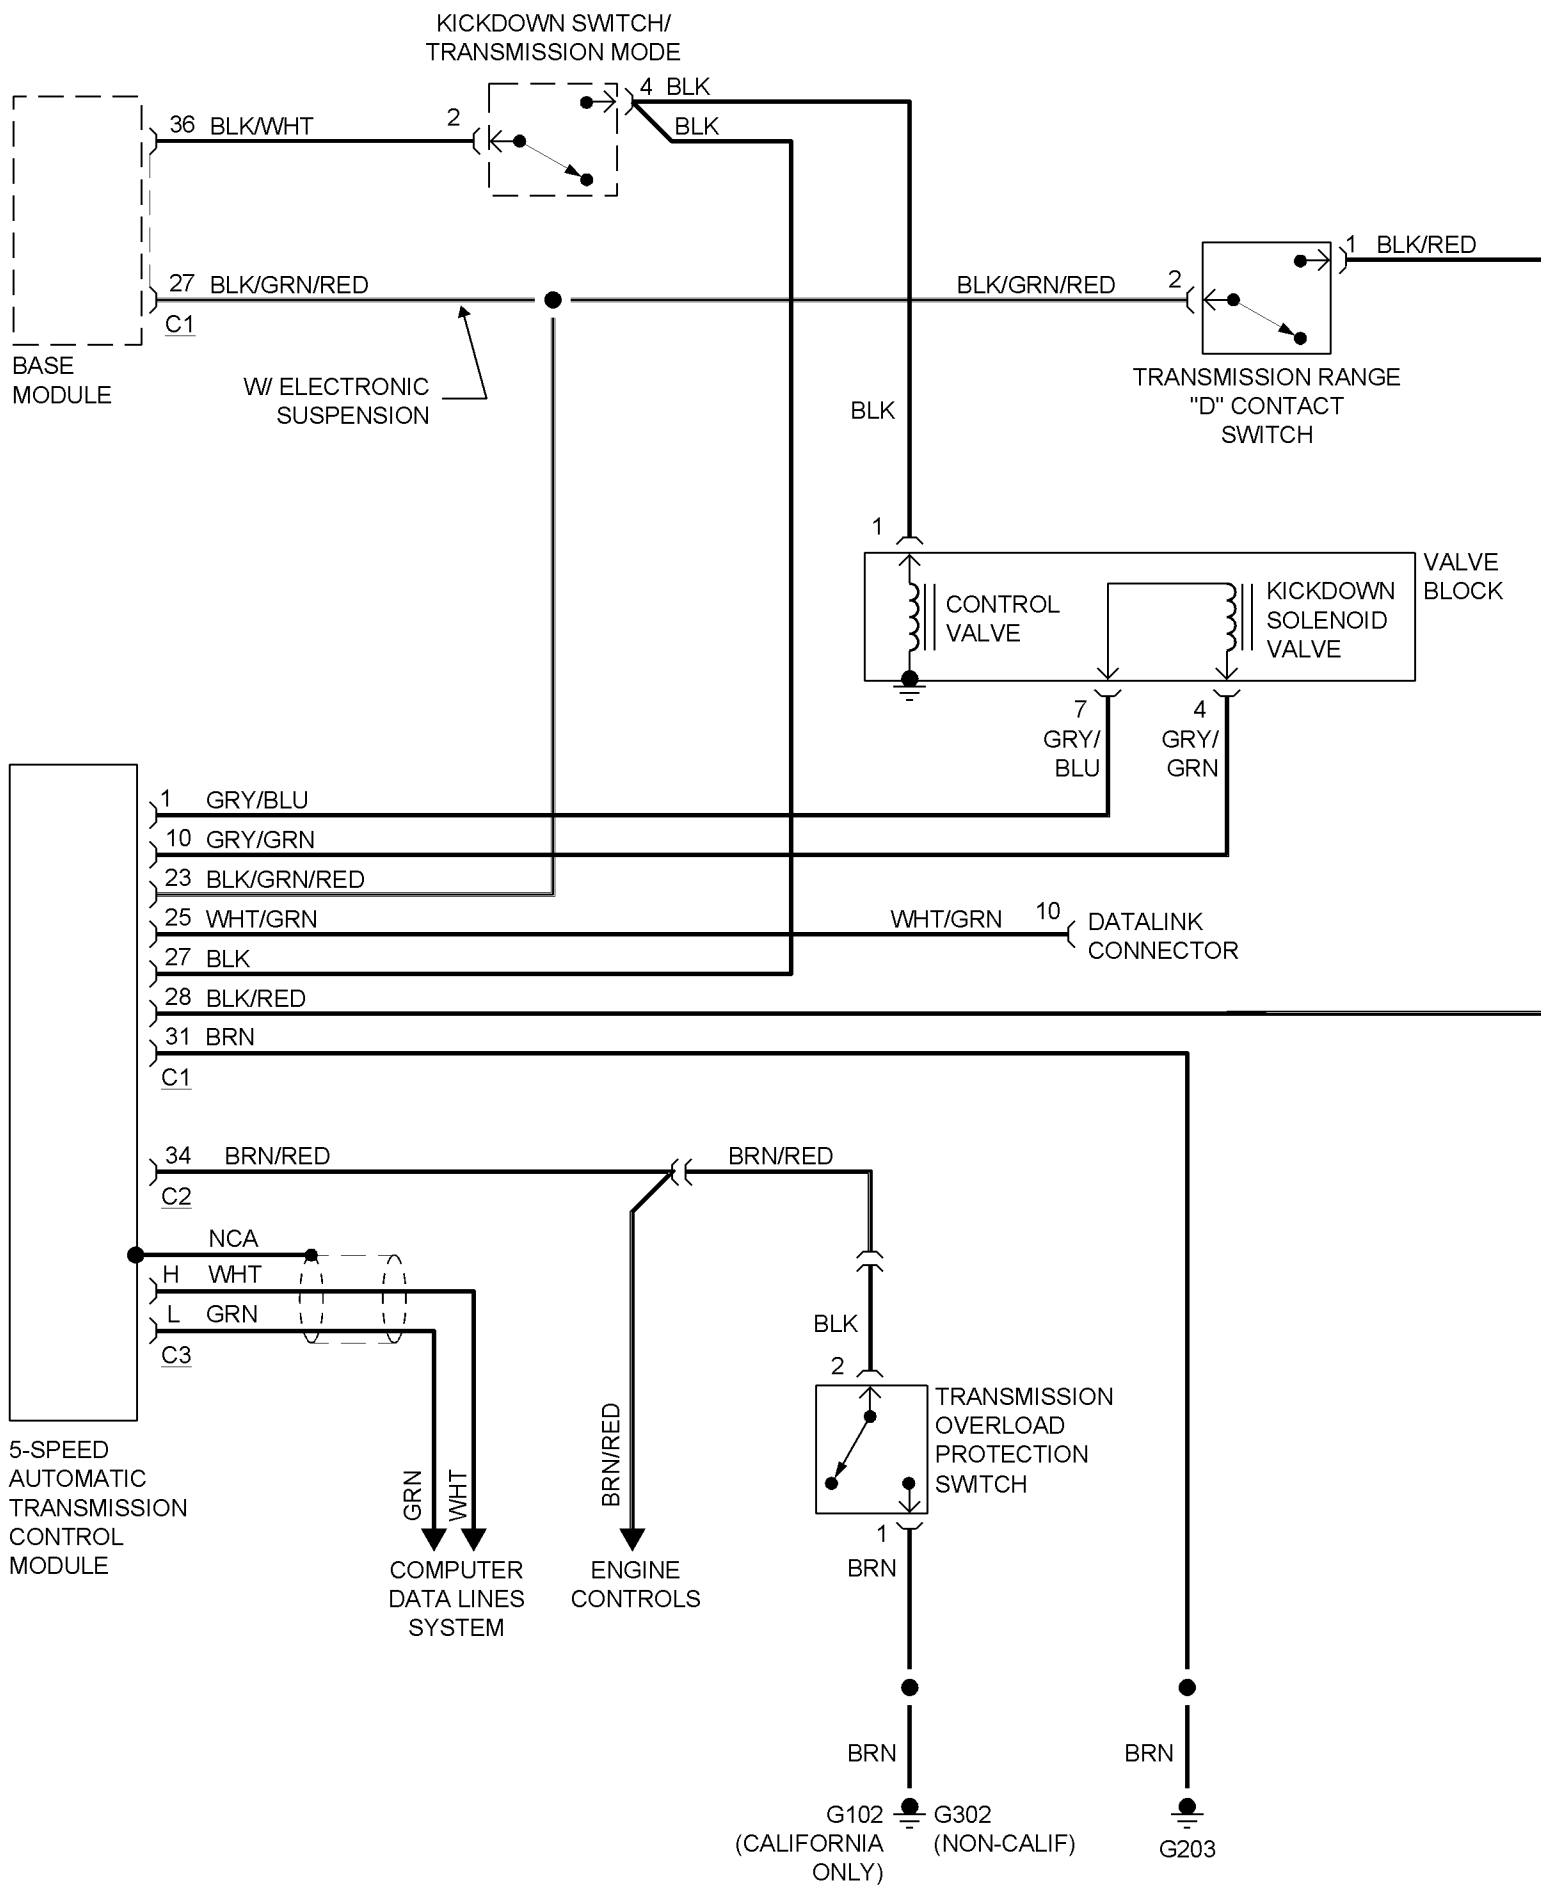 KICKDOWN SWITCH/
TRANSMISSION MODE
4 BLK
BLK
36 BLK/WHT
2
27 BLK/GRN/RED
C1
BASE
MODULE
W/ ELECTRONIC
SUSPENSION
BLK/GRN/RED
2
1 BLK/RED
TRANSMISSION RANGE
"D" CONTACT
SWITCH
BLK
1
VALVE
BLOCK
CONTROL
VALVE
KICKDOWN
SOLENOID
VALVE
7
GRY/
BLU
4
GRY/
GRN
1 GRY/BLU
10 GRY/GRN
23 BLK/GRN/RED
25 WHT/GRN
WHT/GRN 10
DATALINK
CONNECTOR
27 BLK
28 BLK/RED
31 BRN
C1
34 BRN/RED
BRN/RED
C2
NCA
H WHT
L GRN
C3
BLK
2
TRANSMISSION
OVERLOAD
PROTECTION
SWITCH
1
BRN
5-SPEED
AUTOMATIC
TRANSMISSION
CONTROL
MODULE
GRN
WHT
BRN/RED
COMPUTER
DATA LINES
SYSTEM
ENGINE
CONTROLS
BRN
BRN
G102
(CALIFORNIA
ONLY)
G302
(NON-CALIF)
G203